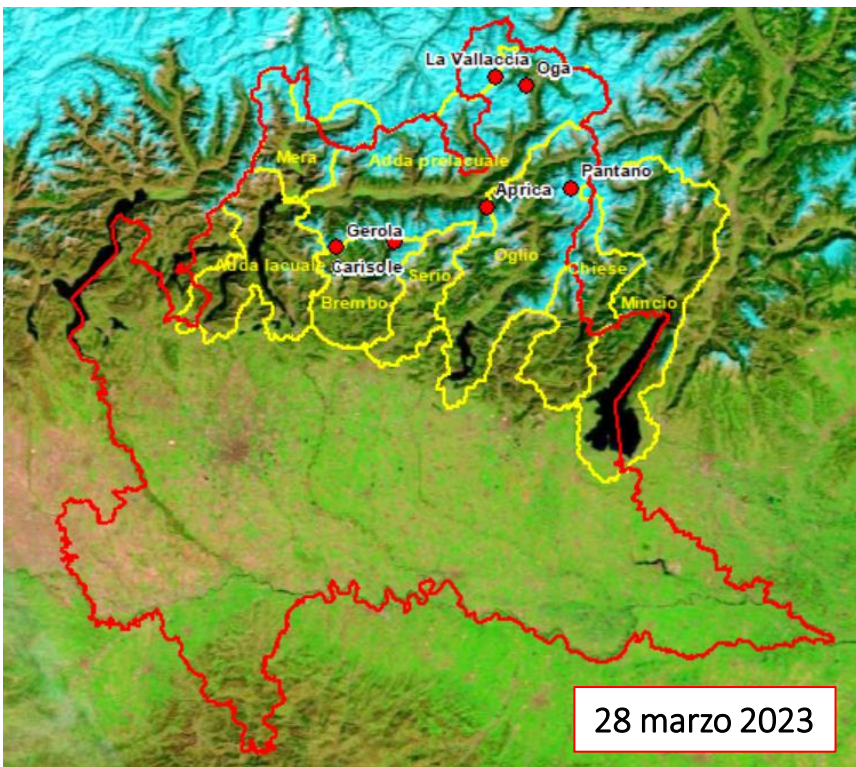 La Vallaccia
Oga
Mera
Adda prelacuale
Pantano
Aprica
Gerola
Oglio
Adda lacuale
Carisole
Serio
Chiese
Brembo
Mincio
28 marzo 2023